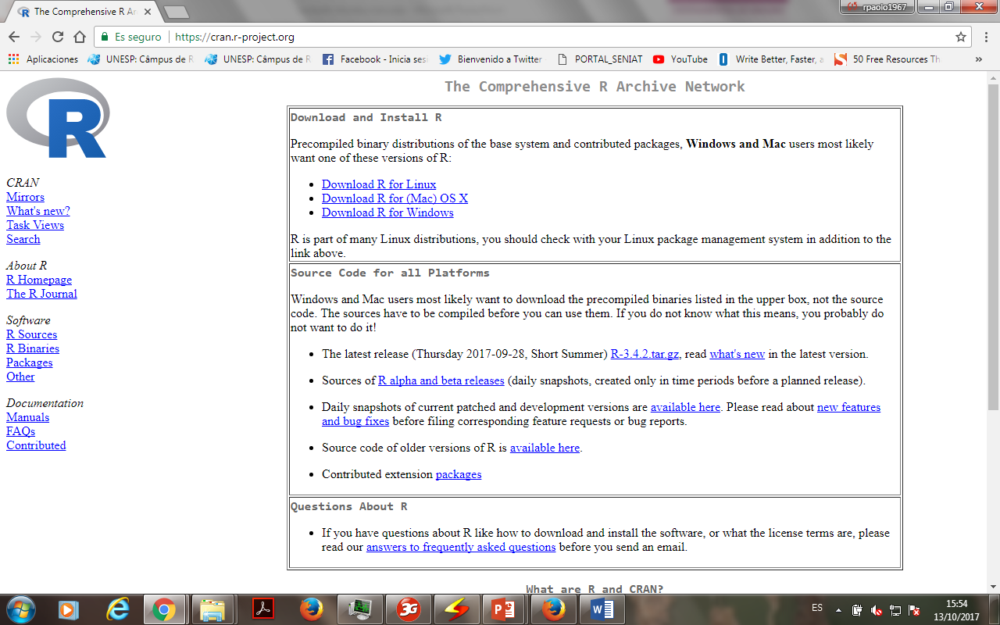 The Comprehensive R Ar
rpaolo1967
Es seguro
https://cran.r-project.org
Aplicaciones
UNESP: Câmpus de R
UNESP: Câmpus de R
Facebook - Inicia sesi
Bienvenido a Twitter
PORTAL_SENIAT
YouTube
Write Better, Faster, a
50 Free Resources Th
»
R
CRAN
Mirrors
What's new?
Task Views
Search
About R
R Homepage
The R Journal
Software
R Sources
R Binaries
Packages
Other
Documentation
Manuals
FAQs
Contributed
The Comprehensive R Archive Network
Download and Install R
Precompiled binary distributions of the base system and contributed packages, Windows and Mac users most likely
want one of these versions of R:
• Download R for Linux
• Download R for (Mac) OS X
• Download R for Windows
R is part of many Linux distributions, you should check with your Linux package management system in addition to the
link above.
Source Code for all Platforms
Windows and Mac users most likely want to download the precompiled binaries listed in the upper box, not the source
code. The sources have to be compiled before you can use them. If you do not know what this means, you probably do
not want to do it!
• The latest release (Thursday 2017-09-28, Short Summer) R-3.4.2.tar.gz, read what's new in the latest version.
• Sources of R alpha and beta releases (daily snapshots, created only in time periods before a planned release).
• Daily snapshots of current patched and development versions are available here. Please read about new features
and bug fixes before filing corresponding feature requests or bug reports.
• Source code of older versions of R is available here.
• Contributed extension packages
Questions About R
• If you have questions about R like how to download and install the software, or what the license terms are, please
read our answers to frequently asked questions before you send an email.
What are R and CRAN?
3G
ES
15:54
13/10/2017